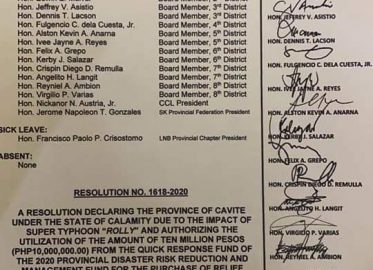 Hon. Jeffrey V. Asistio Board Member, 3rd District
Hon. Dennis T. Lacson Board Member, 4th District
Hon. Fulgencio C. dela Cuesta, Jr. Board Member, 4th District
Hon. Alston Kevin A. Anarna Board Member, 5th District
Hon. Ivee Jayne A. Reyes Board Member, 5th District
Hon. Felix A. Grepo Board Member, 6th District
Hon. Kerby J. Salazar Board Member, 6th District
Hon. Crispin Diego D. Remulla Board Member, 7th District
Hon. Angelito H. Langit Board Member, 7th District
Hon. Reyniel A. Ambion Board Member, 8th District
Hon. Virgilio P. Varias Board Member, 8th District
Hon. Nickanor N. Austria, Jr. CCL President
Hon. Jerome Napoleon T. Gonzales SK Provincial Federation President
SICK LEAVE:
Hon. Francisco Paolo P. Crisostomo LNB Provincial Chapter President
ABSENT:
None
RESOLUTION NO. 1618-2020
A RESOLUTION DECLARING THE PROVINCE OF CAVITE
UNDER THE STATE OF CALAMITY DUE TO THE IMPACT
SUPER TYPHOON "ROLLY" AND AUTHORIZING THE
UTILIZATION OF THE AMOUNT OF TEN MILLION PESOS
(PHP10,000,000.00) FROM THE QUICK RESPONSE FUND OF
THE 2020 PROVINCIAL DISASTER RISK REDUCTION AND
MANAGEMENT FUND FOR THE PURCHASE OF RELIEF
HON. JEFFREY V. ASISTIO
HON. DENNIS T. LACSON
HON. FULGENCIO C. DELA CUESTA, JR.
HON. IVEE JAYNE A. REYES
HON. ALSTON KEVIN A. ANARNA
HON. KERBY J. SALAZAR
HON. FELIX A. GREPO
HON. CRISPIN DIEGO D. REMULLA
HON. ANGELITO H. LANGIT
HON. VIRGILIO P. VARIAS
HON. REYNIEL A. AMBION